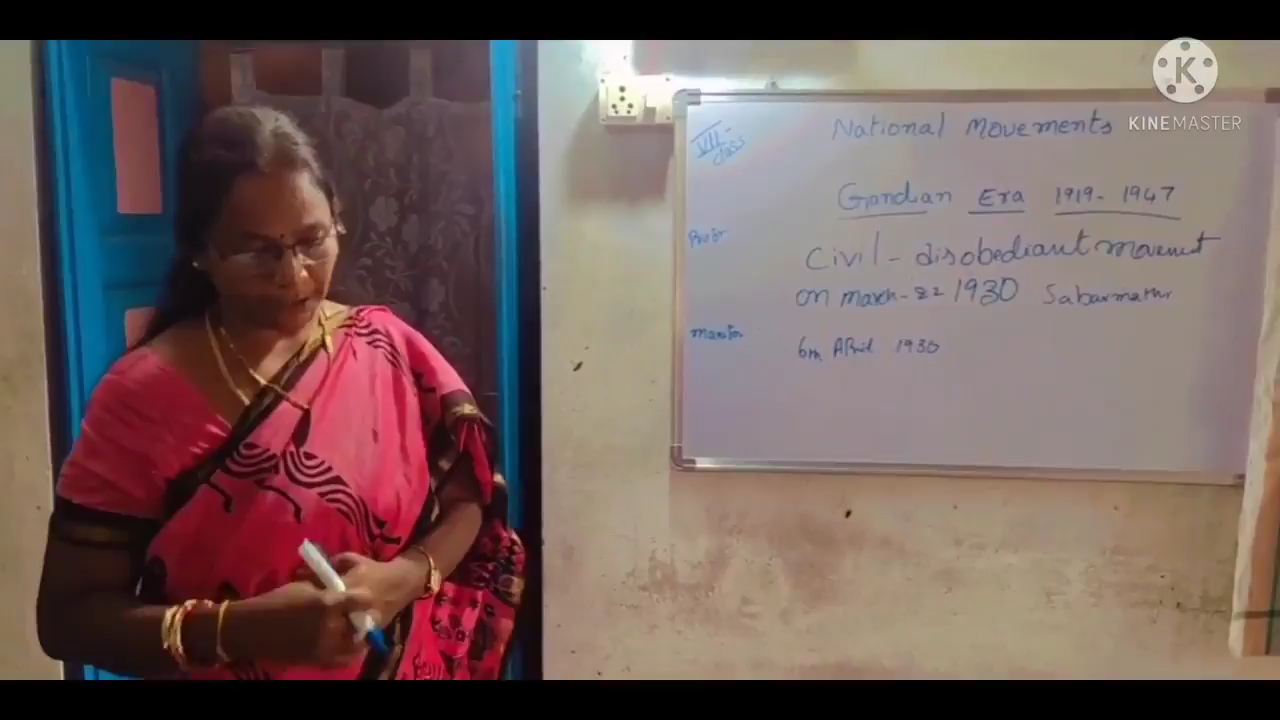 KINEMASTER
VII-
class
National Movements
Gandian Era 1919-1947
Civil - disobediant movement
on march - 22 1930 Sabarmathi
6th April 1930